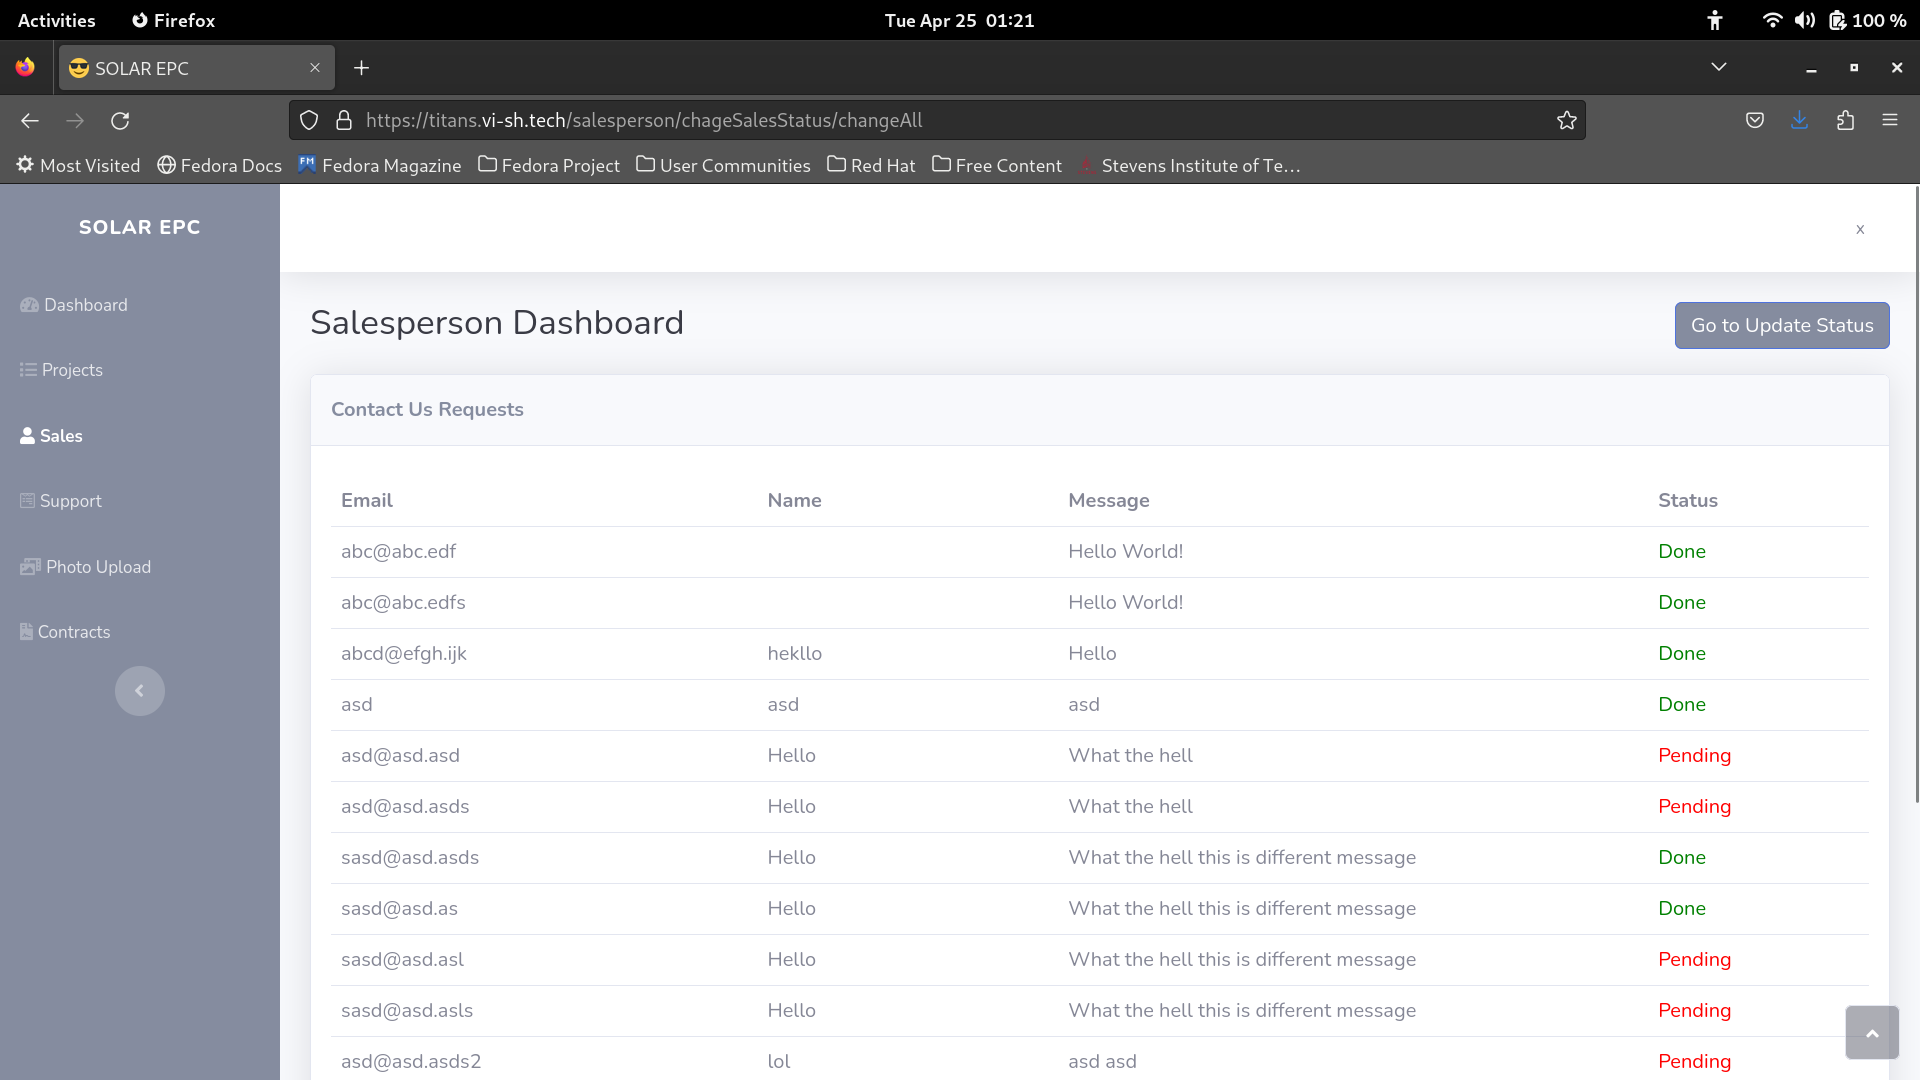 Activities Firefox Tue Apr 25 01:21 100 %
SOLAR EPC
https://titans.vi-sh.tech/salesperson/chageSalesStatus/changeAll
Most Visited Fedora Docs Fedora Magazine Fedora Project User Communities Red Hat Free Content Stevens Institute of Te...
SOLAR EPC
x
Dashboard
Projects
Sales
Support
Photo Upload
Contracts
Salesperson Dashboard
Go to Update Status
Contact Us Requests
Email Name Message Status
abc@abc.edf Hello World! Done
abc@abc.edfs Hello World! Done
abcd@efgh.ijk hekllo Hello Done
asd asd asd Done
asd@asd.asd Hello What the hell Pending
asd@asd.asds Hello What the hell Pending
sasd@asd.asds Hello What the hell this is different message Done
sasd@asd.as Hello What the hell this is different message Done
sasd@asd.asl Hello What the hell this is different message Pending
sasd@asd.asls Hello What the hell this is different message Pending
asd@asd.asds2 lol asd asd Pending